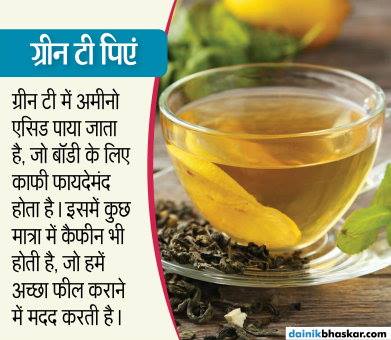 ग्रीन टी पिएं
ग्रीन टी में अमीनो
एसिड पाया जाता
है, जो बॉडी के लिए
काफी फायदेमंद
होता है। इसमें कुछ
मात्रा में कैफीन भी
होती है, जो हमें
अच्छा फील कराने
में मदद करती है।
dainikbhaskar.com